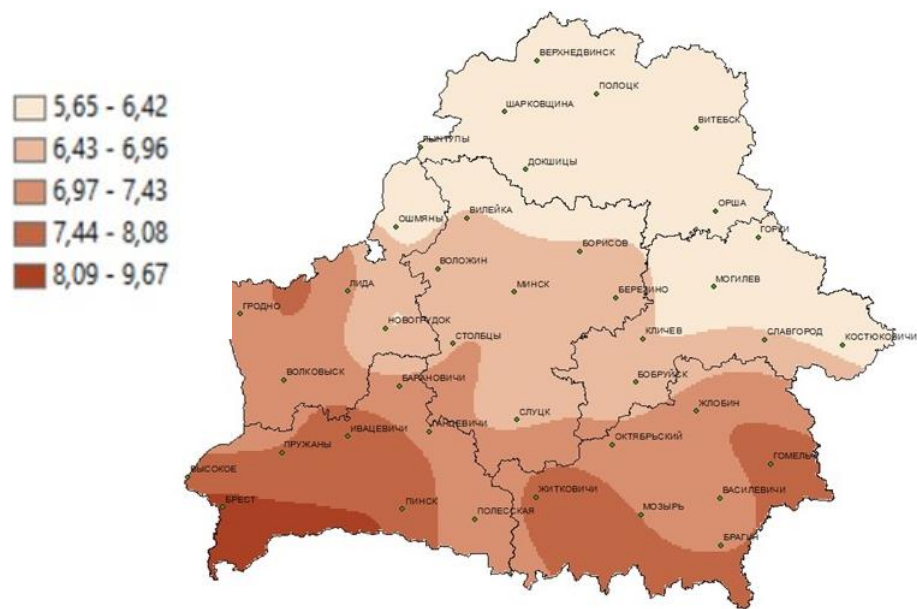 5,65 - 6,42
6,43 - 6,96
6,97 - 7,43
7,44 - 8,08
8,09 - 9,67
ВЕРХНЕДВИНСК
ПОЛОЦК
ШАРКОВЩИНА
ВИТЕБСК
ЛЫНТУПЫ
ДОКШИЦЫ
ОРША
ВИЛЕЙКА
ОШМЯНЫ
ГОРКИ
БОРИСОВ
ВОЛОЖИН
МИНСК
МОГИЛЕВ
ЛИДА
БЕРЕЗИНО
ГРОДНО
НОВОГРУДОК
КЛИЧЕВ
СЛАВГОРОД
СТОЛБЦЫ
КОСТЮКОВИЧИ
ВОЛКОВЫСК
БАРАНОВИЧИ
БОБРУЙСК
ЖЛОБИН
СЛУЦК
ИВАЦЕВИЧИ
ГАНЦЕВИЧИ
ПРУЖАНЫ
ОКТЯБРЬСКИЙ
ГОМЕЛЬ
ВЫСОКОЕ
БРЕСТ
ПИНСК
ЖИТКОВИЧИ
ВАСИЛЕВИЧИ
ПОЛЕССКАЯ
МОЗЫРЬ
БРАГИН